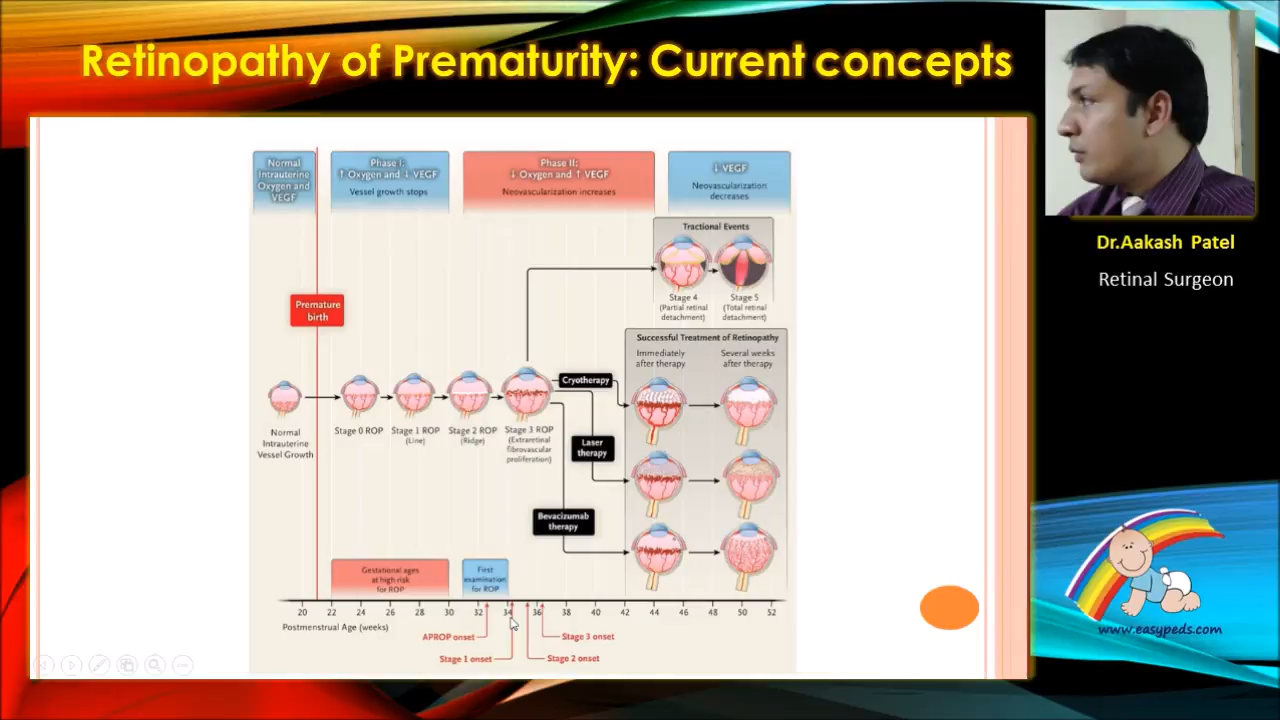 Retinopathy of Prematurity: Current concepts
Dr.Aakash Patel
Retinal Surgeon
Normal
Intrauterine
Oxygen and
VEGF
Phase I:
↑ Oxygen and ↓ VEGF
Vessel growth stops
Phase II:
↓ Oxygen and ↑ VEGF
Neovascularization increases
↓ VEGF
Neovascularization
decreases
Tractional Events
Stage 4
(Partial retinal
detachment)
Stage 5
(Total retinal
detachment)
Premature
birth
Successful Treatment of Retinopathy
Immediately
after therapy
Several weeks
after therapy
Cryotherapy
Laser
therapy
Bevacizumab
therapy
Normal
Intrauterine
Vessel Growth
Stage 0 ROP
Stage 1 ROP
(Line)
Stage 2 ROP
(Ridge)
Stage 3 ROP
(Extraretinal
fibrovascular
proliferation)
Gestational ages
at high risk
for ROP
First
examination
for ROP
20 22 24 26 28 30 32 34 36 38 40 42 44 46 48 50 52
Postmenstrual Age (weeks)
APROP onset
Stage 3 onset
Stage 1 onset
Stage 2 onset
www.easypeds.com